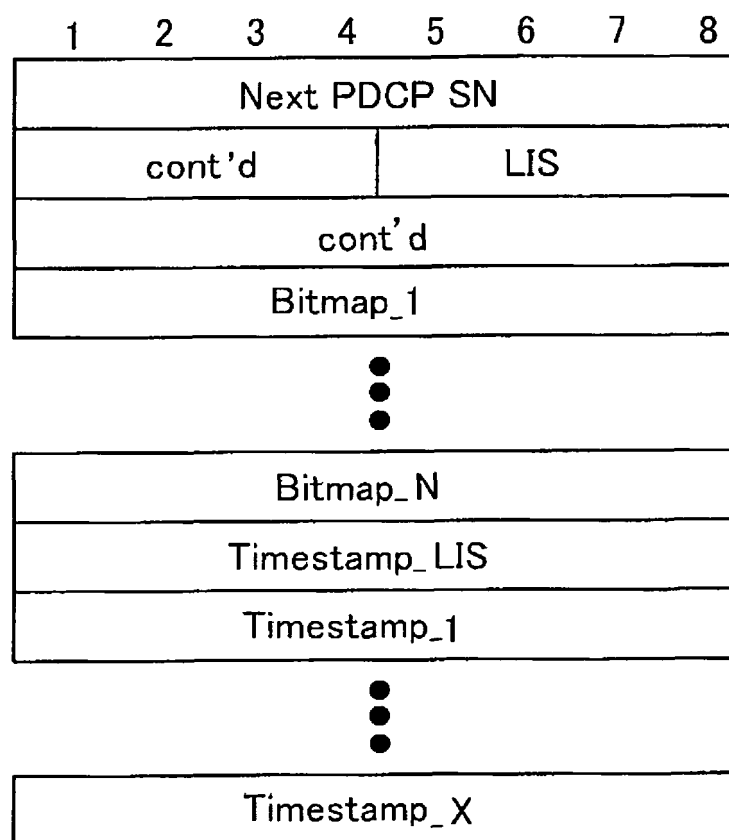 1 2 3 4 5 6 7 8
Next PDCP SN
cont'd LIS
cont'd
Bitmap_1
Bitmap_N
Timestamp_LIS
Timestamp_1
Timestamp_X